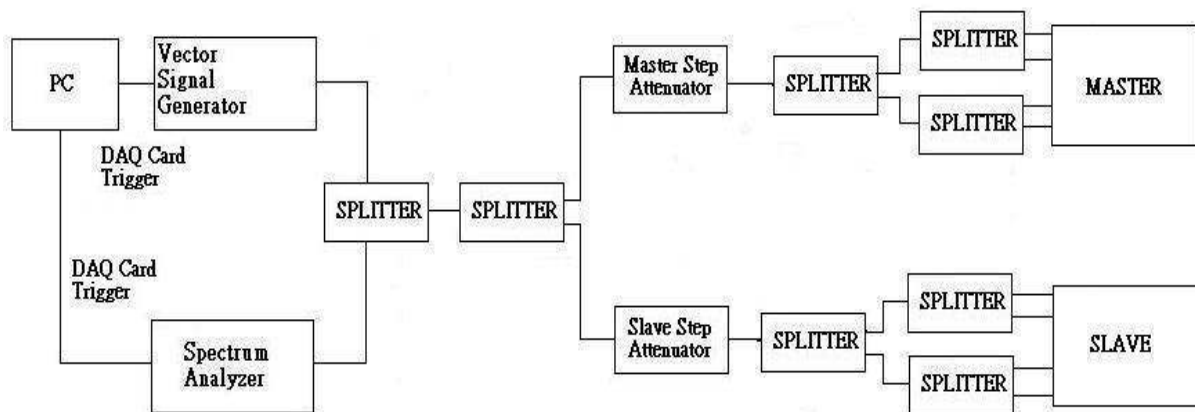 PC
Vector
Signal
Generator
DAQ Card
Trigger
DAQ Card
Trigger
Spectrum
Analyzer
SPLITTER
SPLITTER
Master Step
Attenuator
SPLITTER
SPLITTER
SPLITTER
MASTER
Slave Step
Attenuator
SPLITTER
SPLITTER
SPLITTER
SLAVE